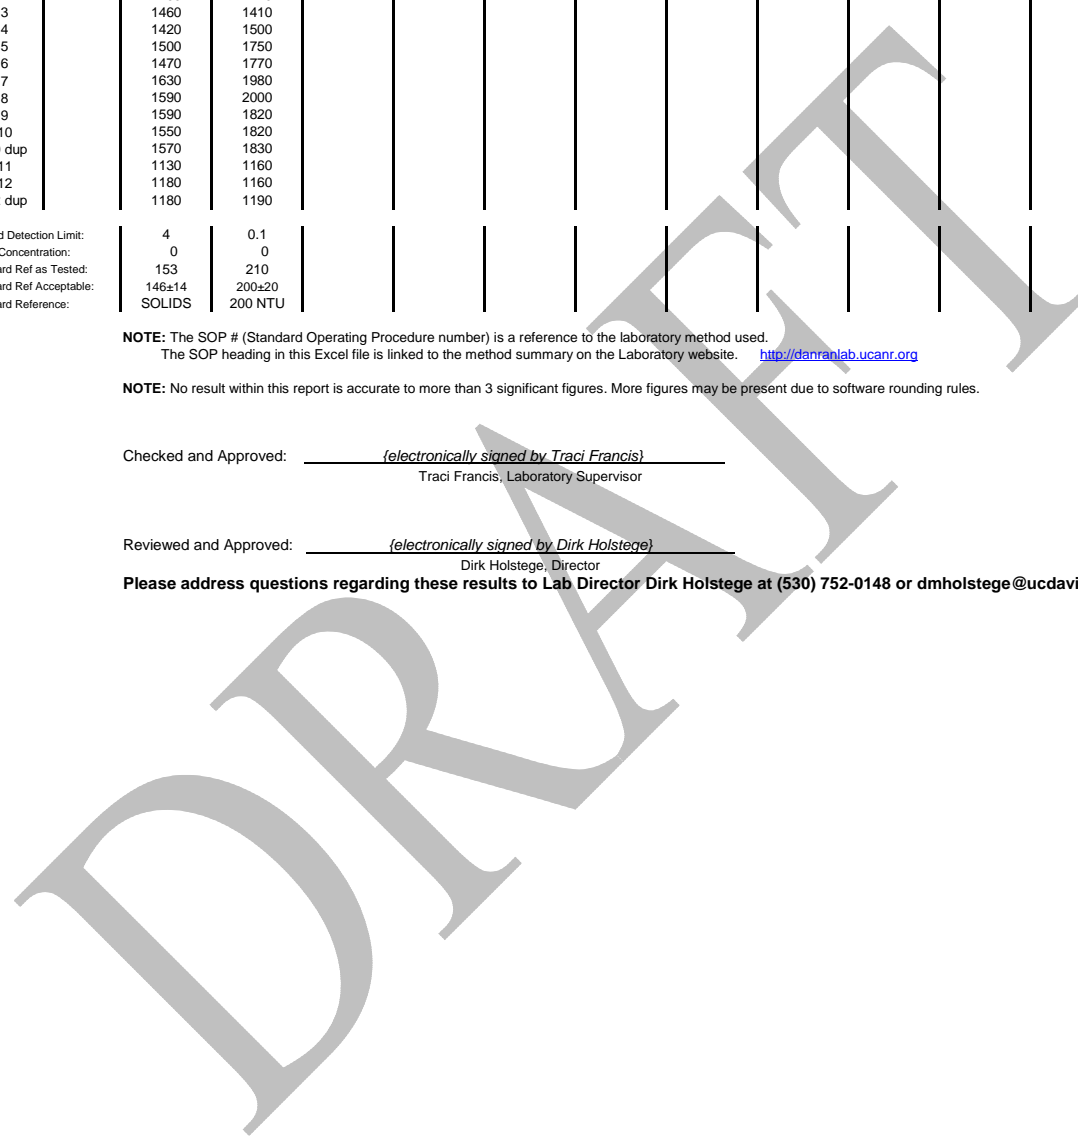 3 1460 1410
4 1420 1500
5 1500 1750
6 1470 1770
7 1630 1980
8 1590 2000
9 1590 1820
10 1550 1820
dup 1570 1830
11 1130 1160
12 1180 1160
dup 1180 1190
d Detection Limit: 4 0.1
Concentration: 0 0
ard Ref as Tested: 153 210
ard Ref Acceptable: 146±14 200±20
ard Reference: SOLIDS 200 NTU
NOTE: The SOP # (Standard Operating Procedure number) is a reference to the laboratory method used.
The SOP heading in this Excel file is linked to the method summary on the Laboratory website. http://danranlab.ucanr.org
NOTE: No result within this report is accurate to more than 3 significant figures. More figures may be present due to software rounding rules.
Checked and Approved: {electronically signed by Traci Francis}
Traci Francis, Laboratory Supervisor
Reviewed and Approved: {electronically signed by Dirk Holstege}
Dirk Holstege, Director
Please address questions regarding these results to Lab Director Dirk Holstege at (530) 752-0148 or dmholstege@ucdavi
DRAFT